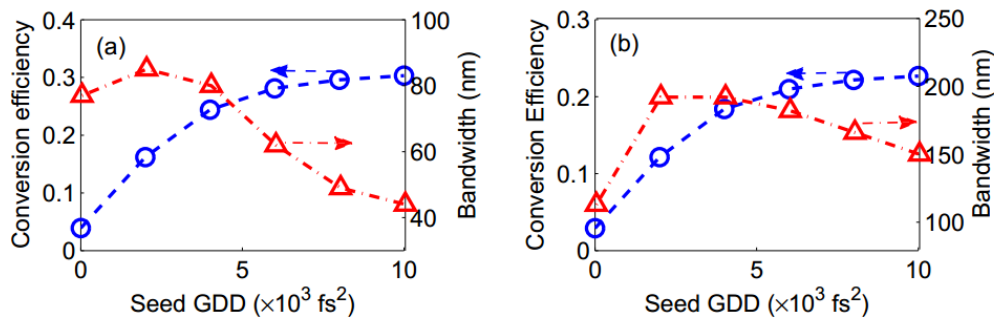 (a)
Conversion efficiency
0.4
0.3
0.2
0.1
0
100
80
60
40
Bandwidth (nm)
0 5 10
Seed GDD (×10³ fs²)
(b)
Conversion Efficiency
0.3
0.2
0.1
0
250
200
150
100
Bandwidth (nm)
0 5 10
Seed GDD (×10³ fs²)